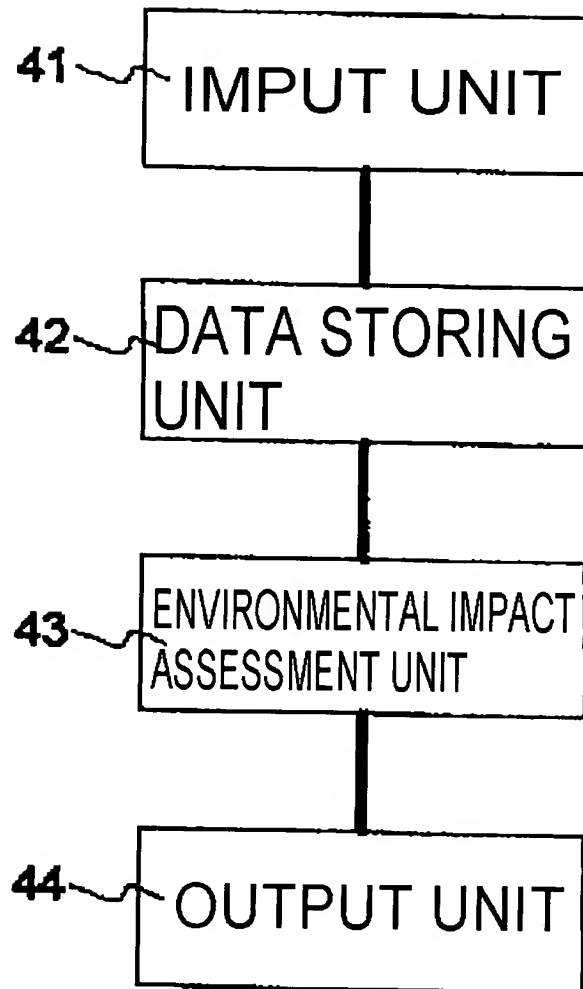 41 IMPUT UNIT
42 DATA STORING
UNIT
ENVIRONMENTAL IMPACT
43 ASSESSMENT UNIT
44 OUTPUT UNIT